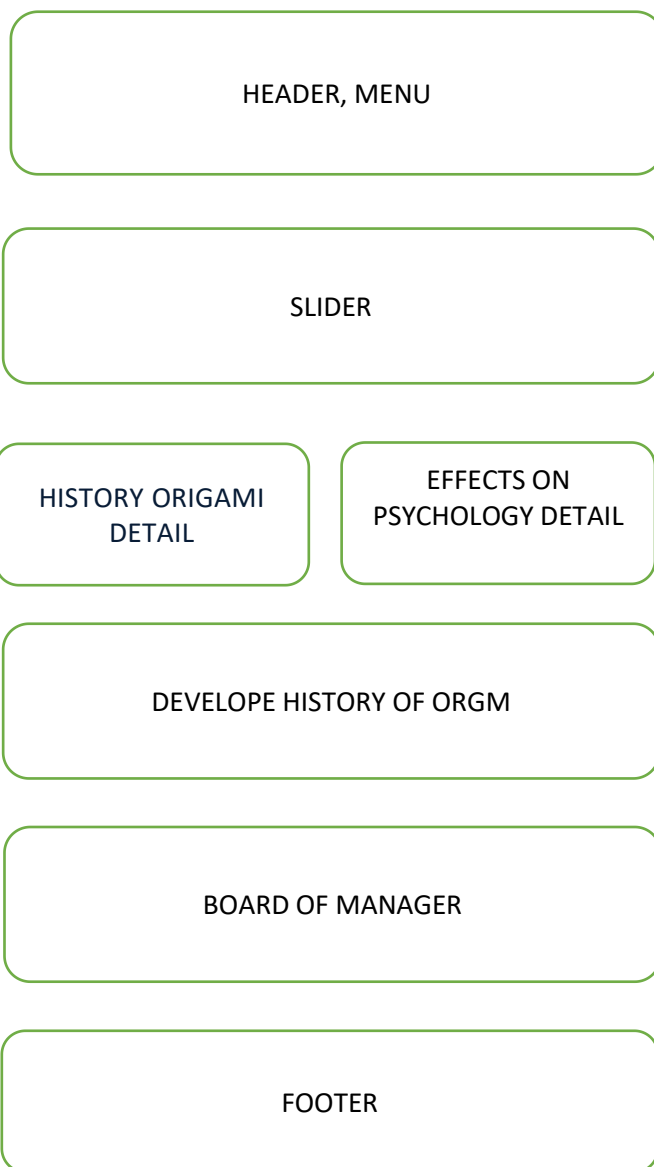 HEADER, MENU
SLIDER
HISTORY ORIGAMI
DETAIL
EFFECTS ON
PSYCHOLOGY DETAIL
DEVELOPE HISTORY OF ORGM
BOARD OF MANAGER
FOOTER